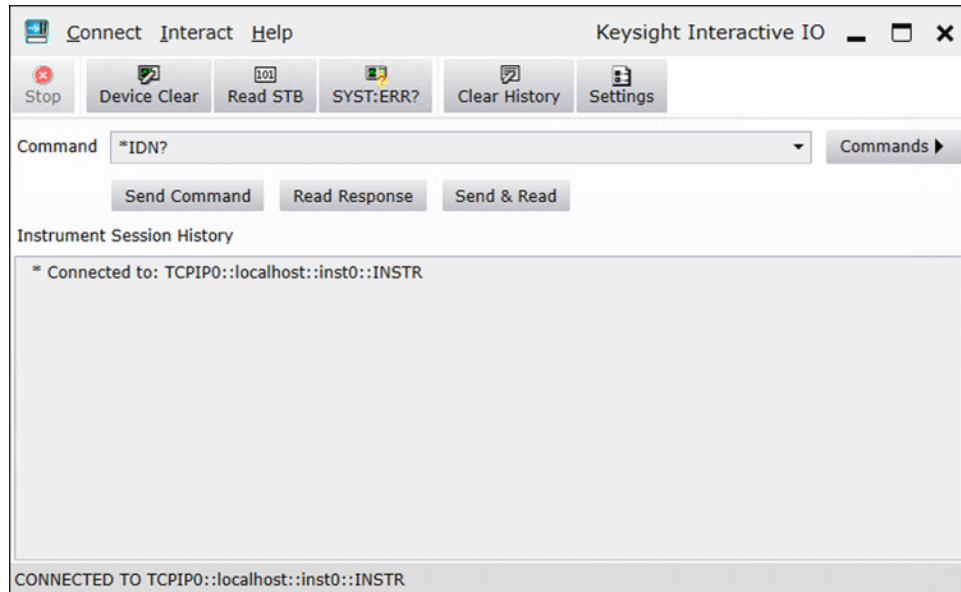 Connect Interact Help Keysight Interactive IO
Stop Device Clear 101 Read STB SYST:ERR? Clear History Settings
Command *IDN? Commands
Send Command Read Response Send & Read
Instrument Session History
* Connected to: TCPIP0::localhost::inst0::INSTR
CONNECTED TO TCPIP0::localhost::inst0::INSTR